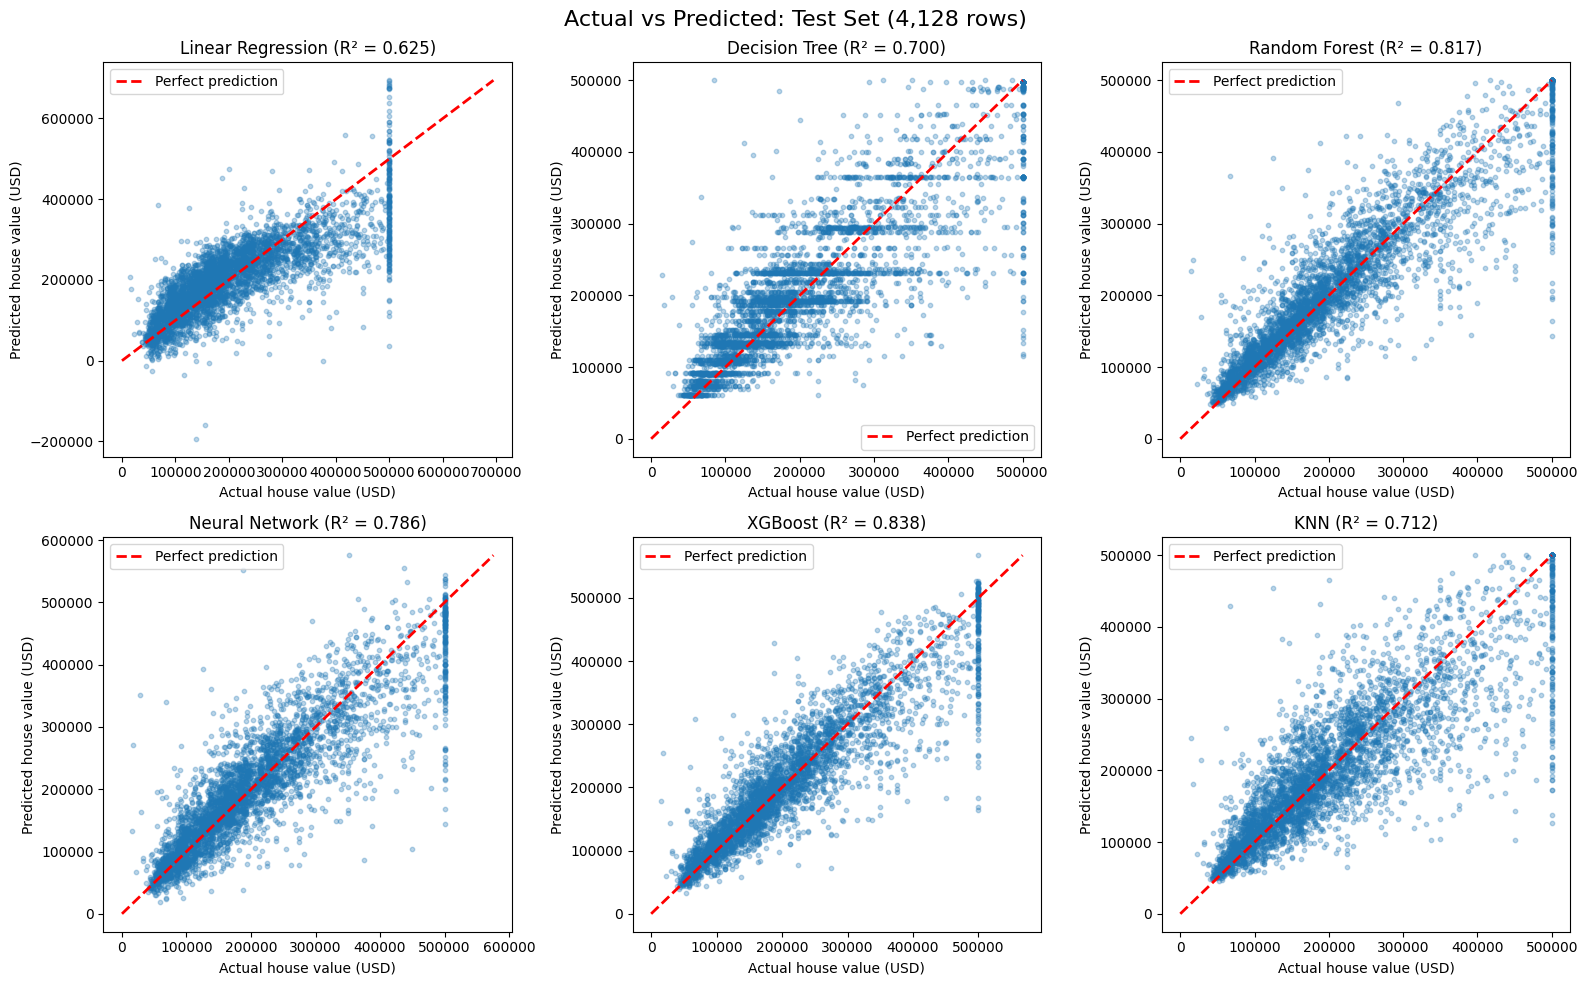 Actual vs Predicted: Test Set (4,128 rows)
Linear Regression (R² = 0.625)
Perfect prediction
600000
400000
200000
0
−200000
Predicted house value (USD)
0 100000 200000 300000 400000 500000 600000 700000
Actual house value (USD)
Decision Tree (R² = 0.700)
500000
400000
300000
200000
100000
0
Predicted house value (USD)
Perfect prediction
0 100000 200000 300000 400000 500000
Actual house value (USD)
Random Forest (R² = 0.817)
Perfect prediction
500000
400000
300000
200000
100000
0
Predicted house value (USD)
0 100000 200000 300000 400000 500000
Actual house value (USD)
Neural Network (R² = 0.786)
Perfect prediction
600000
500000
400000
300000
200000
100000
0
Predicted house value (USD)
0 100000 200000 300000 400000 500000 600000
Actual house value (USD)
XGBoost (R² = 0.838)
Perfect prediction
500000
400000
300000
200000
100000
0
Predicted house value (USD)
0 100000 200000 300000 400000 500000
Actual house value (USD)
KNN (R² = 0.712)
Perfect prediction
500000
400000
300000
200000
100000
0
Predicted house value (USD)
0 100000 200000 300000 400000 500000
Actual house value (USD)